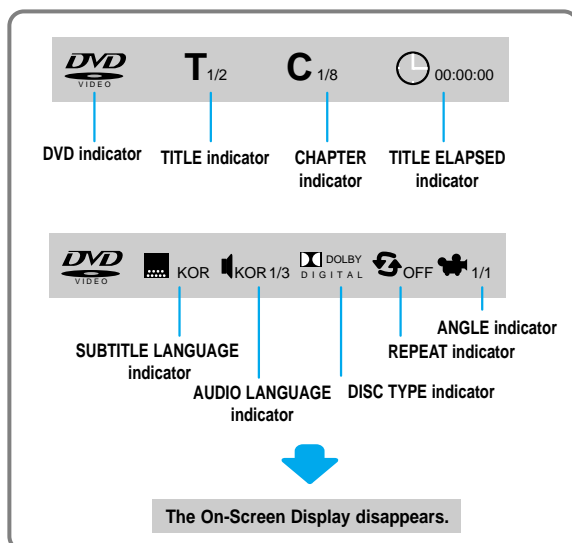 DVD VIDEO T 1/2 C 1/8 00:00:00
DVD indicator TITLE indicator CHAPTER indicator TITLE ELAPSED indicator
DVD VIDEO KOR KOR 1/3 DOLBY DIGITAL OFF 1/1
ANGLE indicator
SUBTITLE LANGUAGE indicator
REPEAT indicator
AUDIO LANGUAGE indicator
DISC TYPE indicator
The On-Screen Display disappears.